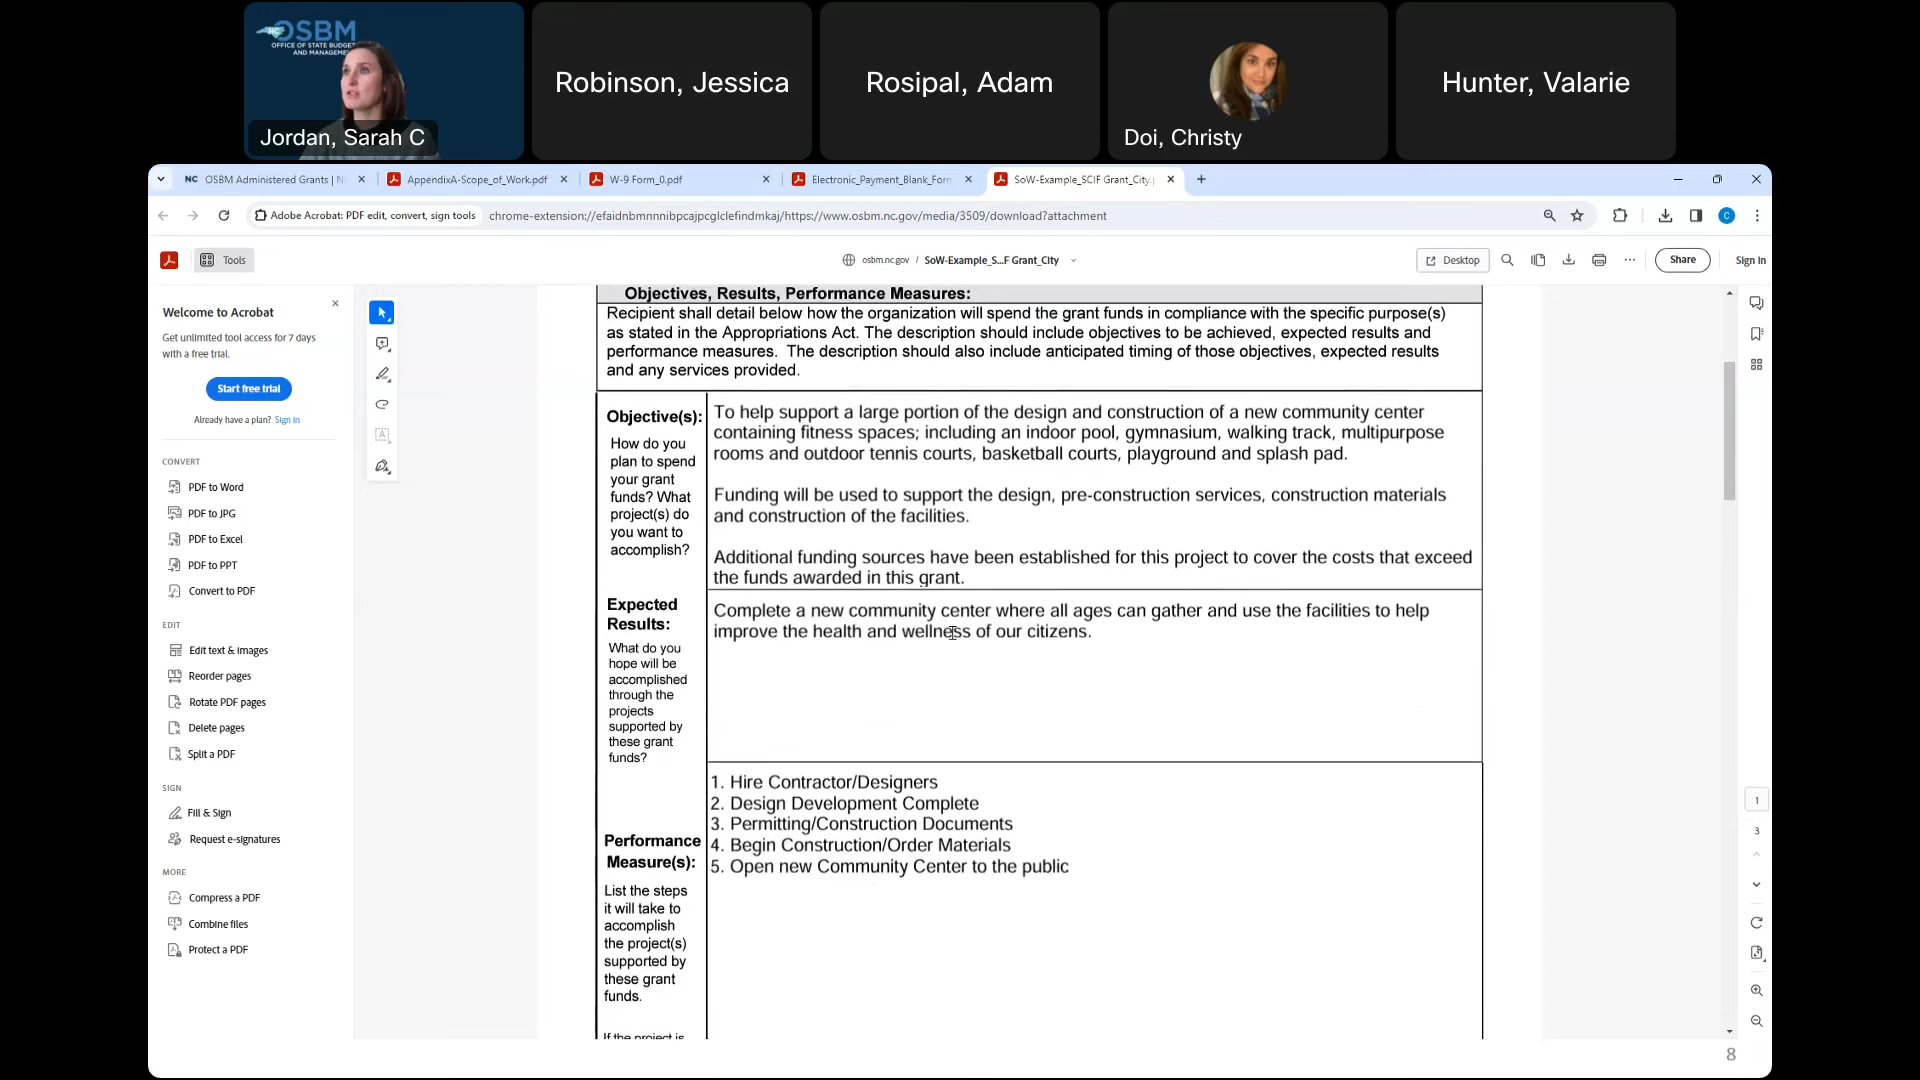 NC OSBM
OFFICE OF STATE BUDGET
AND MANAGEMENT
Jordan, Sarah C
Robinson, Jessica
Rosipal, Adam
Doi, Christy
Hunter, Valarie
NC OSBM Administered Grants | N
AppendixA-Scope_of_Work.pdf
W-9 Form_0.pdf
Electronic_Payment_Blank_Form
SoW-Example_SCIF Grant_City.
Adobe Acrobat: PDF edit, convert, sign tools
chrome-extension://efaidnbmnnnibpcajpcglclefindmkaj/https://www.osbm.nc.gov/media/3509/download?attachment
C
Tools
osbm.nc.gov / SoW-Example_S...F Grant_City
Desktop
Share
Sign in
Welcome to Acrobat
Get unlimited tool access for 7 days
with a free trial.
Start free trial
Already have a plan? Sign in
CONVERT
PDF to Word
PDF to JPG
PDF to Excel
PDF to PPT
Convert to PDF
EDIT
Edit text & images
Reorder pages
Rotate PDF pages
Delete pages
Split a PDF
SIGN
Fill & Sign
Request e-signatures
MORE
Compress a PDF
Combine files
Protect a PDF
Objectives, Results, Performance Measures:
Recipient shall detail below how the organization will spend the grant funds in compliance with the specific purpose(s)
as stated in the Appropriations Act. The description should include objectives to be achieved, expected results and
performance measures. The description should also include anticipated timing of those objectives, expected results
and any services provided.
Objective(s):
How do you
plan to spend
your grant
funds? What
project(s) do
you want to
accomplish?
To help support a large portion of the design and construction of a new community center
containing fitness spaces; including an indoor pool, gymnasium, walking track, multipurpose
rooms and outdoor tennis courts, basketball courts, playground and splash pad.
Funding will be used to support the design, pre-construction services, construction materials
and construction of the facilities.
Additional funding sources have been established for this project to cover the costs that exceed
the funds awarded in this grant.
Expected
Results:
What do you
hope will be
accomplished
through the
projects
supported by
these grant
funds?
Complete a new community center where all ages can gather and use the facilities to help
improve the health and wellness of our citizens.
Performance
Measure(s):
List the steps
it will take to
accomplish
the project(s)
supported by
these grant
funds.
If the project is
1. Hire Contractor/Designers
2. Design Development Complete
3. Permitting/Construction Documents
4. Begin Construction/Order Materials
5. Open new Community Center to the public
1
3
8